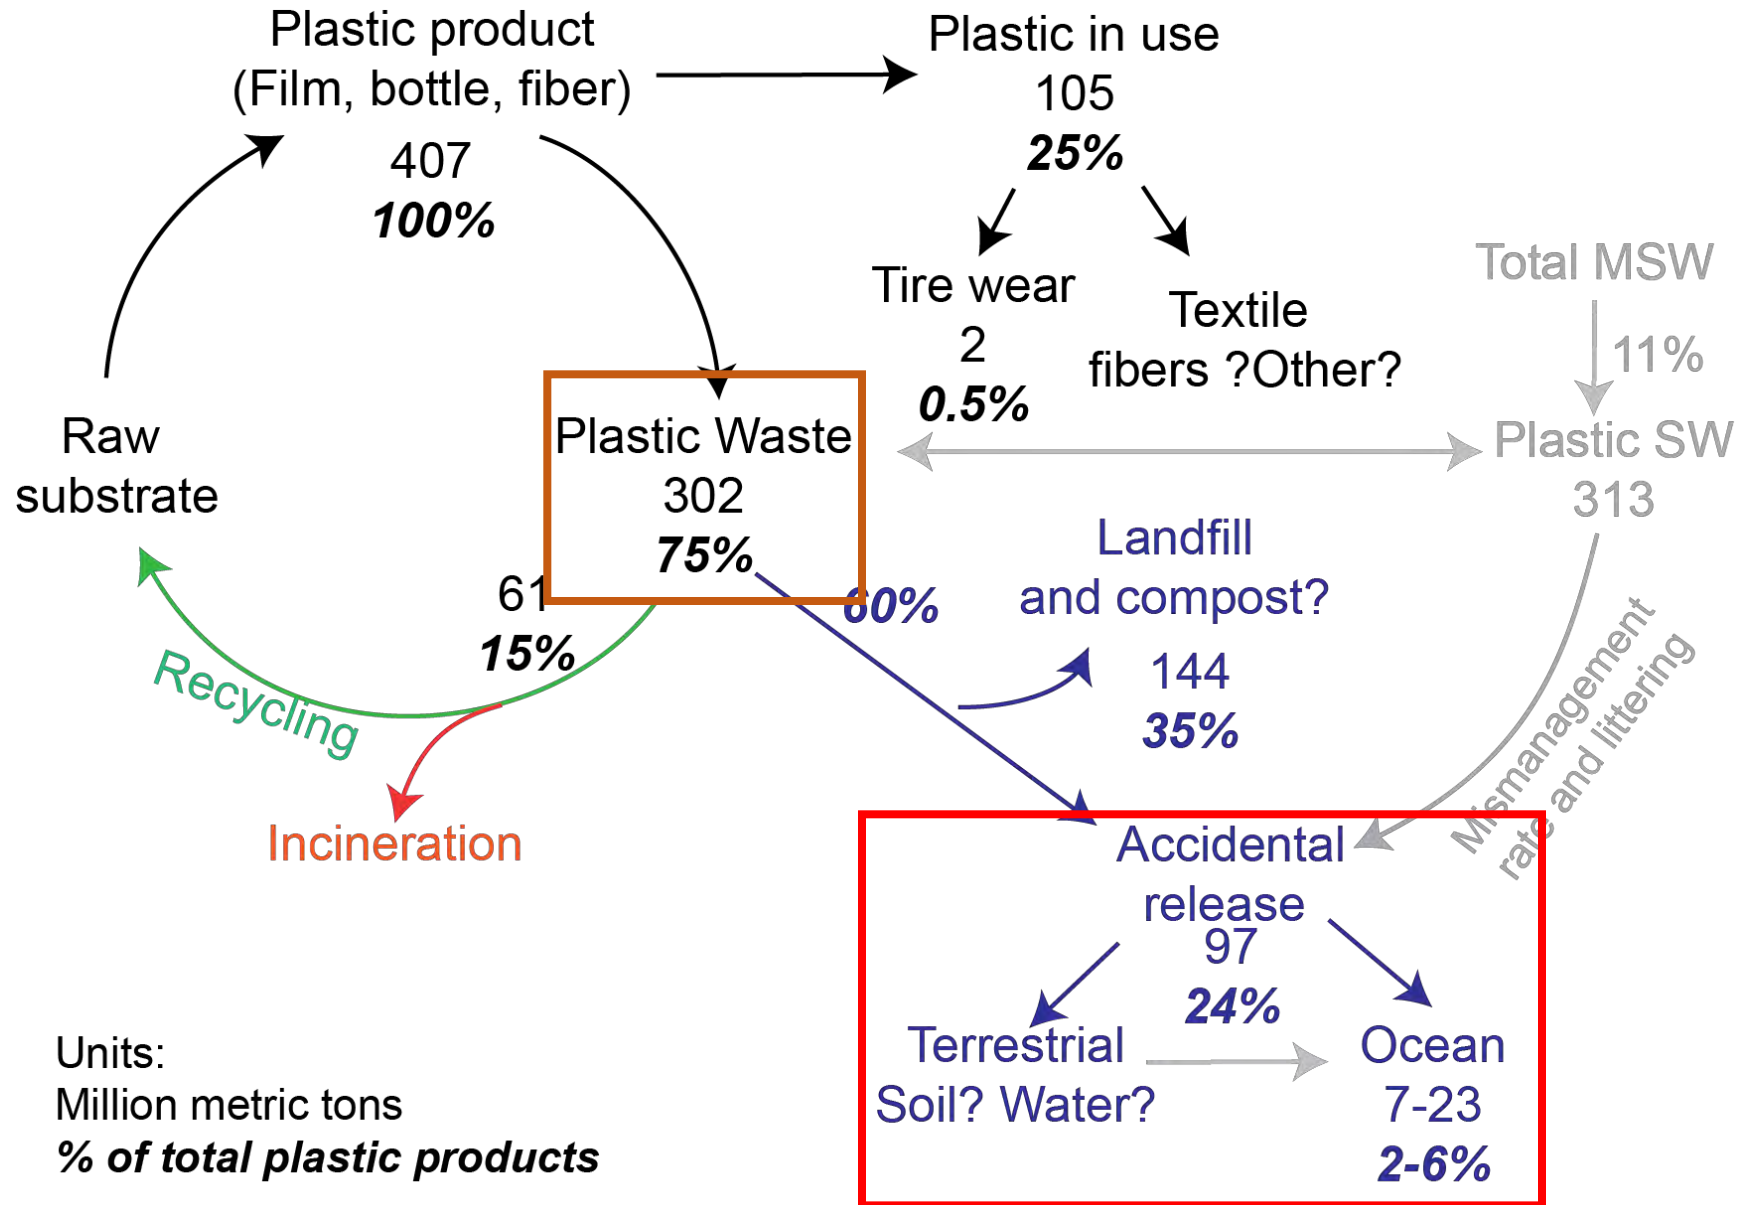 Plastic product
(Film, bottle, fiber)
407
100%
Plastic in use
105
25%
Tire wear
2
0.5%
Textile
fibers ?Other?
Total MSW
11%
Plastic SW
313
Raw
substrate
Plastic Waste
302
75%
61
15%
Recycling
Incineration
60%
Landfill
and compost?
144
35%
Mismanagement
rate and littering
Accidental
release
97
24%
Terrestrial
Soil? Water?
Ocean
7-23
2-6%
Units:
Million metric tons
% of total plastic products